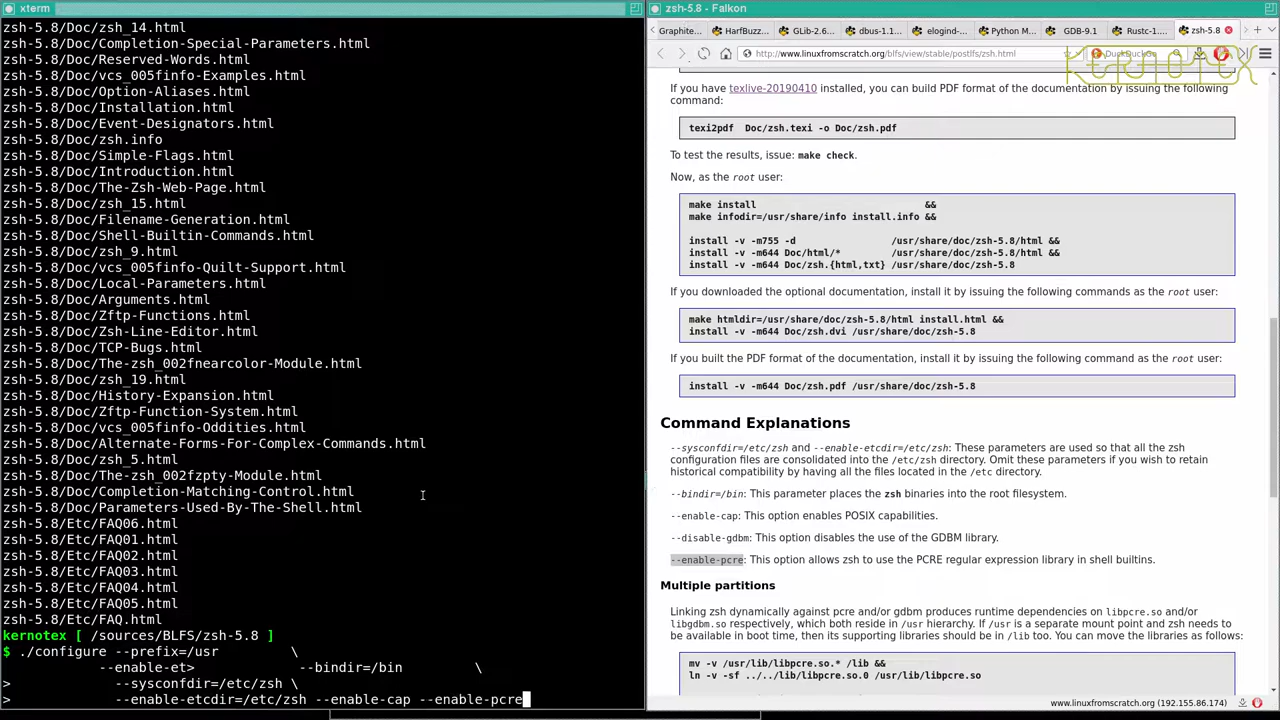 xterm
zsh-5.8/Doc/zsh_14.html
zsh-5.8/Doc/Completion-Special-Parameters.html
zsh-5.8/Doc/Reserved-Words.html
zsh-5.8/Doc/vcs_005finfo-Examples.html
zsh-5.8/Doc/Option-Aliases.html
zsh-5.8/Doc/Installation.html
zsh-5.8/Doc/Event-Designators.html
zsh-5.8/Doc/zsh.info
zsh-5.8/Doc/Simple-Flags.html
zsh-5.8/Doc/Introduction.html
zsh-5.8/Doc/The-Zsh-Web-Page.html
zsh-5.8/Doc/zsh_15.html
zsh-5.8/Doc/Filename-Generation.html
zsh-5.8/Doc/Shell-Builtin-Commands.html
zsh-5.8/Doc/zsh_9.html
zsh-5.8/Doc/vcs_005finfo-Quilt-Support.html
zsh-5.8/Doc/Local-Parameters.html
zsh-5.8/Doc/Arguments.html
zsh-5.8/Doc/Zftp-Functions.html
zsh-5.8/Doc/Zsh-Line-Editor.html
zsh-5.8/Doc/TCP-Bugs.html
zsh-5.8/Doc/The-zsh_002fnearcolor-Module.html
zsh-5.8/Doc/zsh_19.html
zsh-5.8/Doc/History-Expansion.html
zsh-5.8/Doc/Zftp-Function-System.html
zsh-5.8/Doc/vcs_005finfo-Oddities.html
zsh-5.8/Doc/Alternate-Forms-For-Complex-Commands.html
zsh-5.8/Doc/zsh_5.html
zsh-5.8/Doc/The-zsh_002fzpty-Module.html
zsh-5.8/Doc/Completion-Matching-Control.html
zsh-5.8/Doc/Parameters-Used-By-The-Shell.html
zsh-5.8/Etc/FAQ06.html
zsh-5.8/Etc/FAQ01.html
zsh-5.8/Etc/FAQ02.html
zsh-5.8/Etc/FAQ03.html
zsh-5.8/Etc/FAQ04.html
zsh-5.8/Etc/FAQ05.html
zsh-5.8/Etc/FAQ.html
kernotex [ /sources/BLFS/zsh-5.8 ]
$ ./configure --prefix=/usr \
--enable-et> --bindir=/bin \
> --sysconfdir=/etc/zsh \
> --enable-etcdir=/etc/zsh --enable-cap --enable-pcre
zsh-5.8 - Falkon
Graphite... HarfBuzz... GLib-2.6... dbus-1.1... elogind-... Python M... GDB-9.1 Rustc-1... zsh-5.8
http://www.linuxfromscratch.org/blfs/view/stable/postlfs/zsh.html DuckDuckGo
KERNOTEX
If you have texlive-20190410 installed, you can build PDF format of the documentation by issuing the following
command:
texi2pdf Doc/zsh.texi -o Doc/zsh.pdf
To test the results, issue: make check.
Now, as the root user:
make install &&
make infodir=/usr/share/info install.info &&
install -v -m755 -d /usr/share/doc/zsh-5.8/html &&
install -v -m644 Doc/html/* /usr/share/doc/zsh-5.8/html &&
install -v -m644 Doc/zsh.{html,txt} /usr/share/doc/zsh-5.8
If you downloaded the optional documentation, install it by issuing the following commands as the root user:
make htmldir=/usr/share/doc/zsh-5.8/html install.html &&
install -v -m644 Doc/zsh.dvi /usr/share/doc/zsh-5.8
If you built the PDF format of the documentation, install it by issuing the following command as the root user:
install -v -m644 Doc/zsh.pdf /usr/share/doc/zsh-5.8
Command Explanations
--sysconfdir=/etc/zsh and --enable-etcdir=/etc/zsh: These parameters are used so that all the zsh
configuration files are consolidated into the /etc/zsh directory. Omit these parameters if you wish to retain
historical compatibility by having all the files located in the /etc directory.
--bindir=/bin: This parameter places the zsh binaries into the root filesystem.
--enable-cap: This option enables POSIX capabilities.
--disable-gdbm: This option disables the use of the GDBM library.
--enable-pcre: This option allows zsh to use the PCRE regular expression library in shell builtins.
Multiple partitions
Linking zsh dynamically against pcre and/or gdbm produces runtime dependencies on libpcre.so and/or
libgdbm.so respectively, which both reside in /usr hierarchy. If /usr is a separate mount point and zsh needs to
be available in boot time, then its supporting libraries should be in /lib too. You can move the libraries as follows:
mv -v /usr/lib/libpcre.so.* /lib &&
ln -v -sf ../../lib/libpcre.so.0 /usr/lib/libpcre.so
www.linuxfromscratch.org (192.155.86.174)